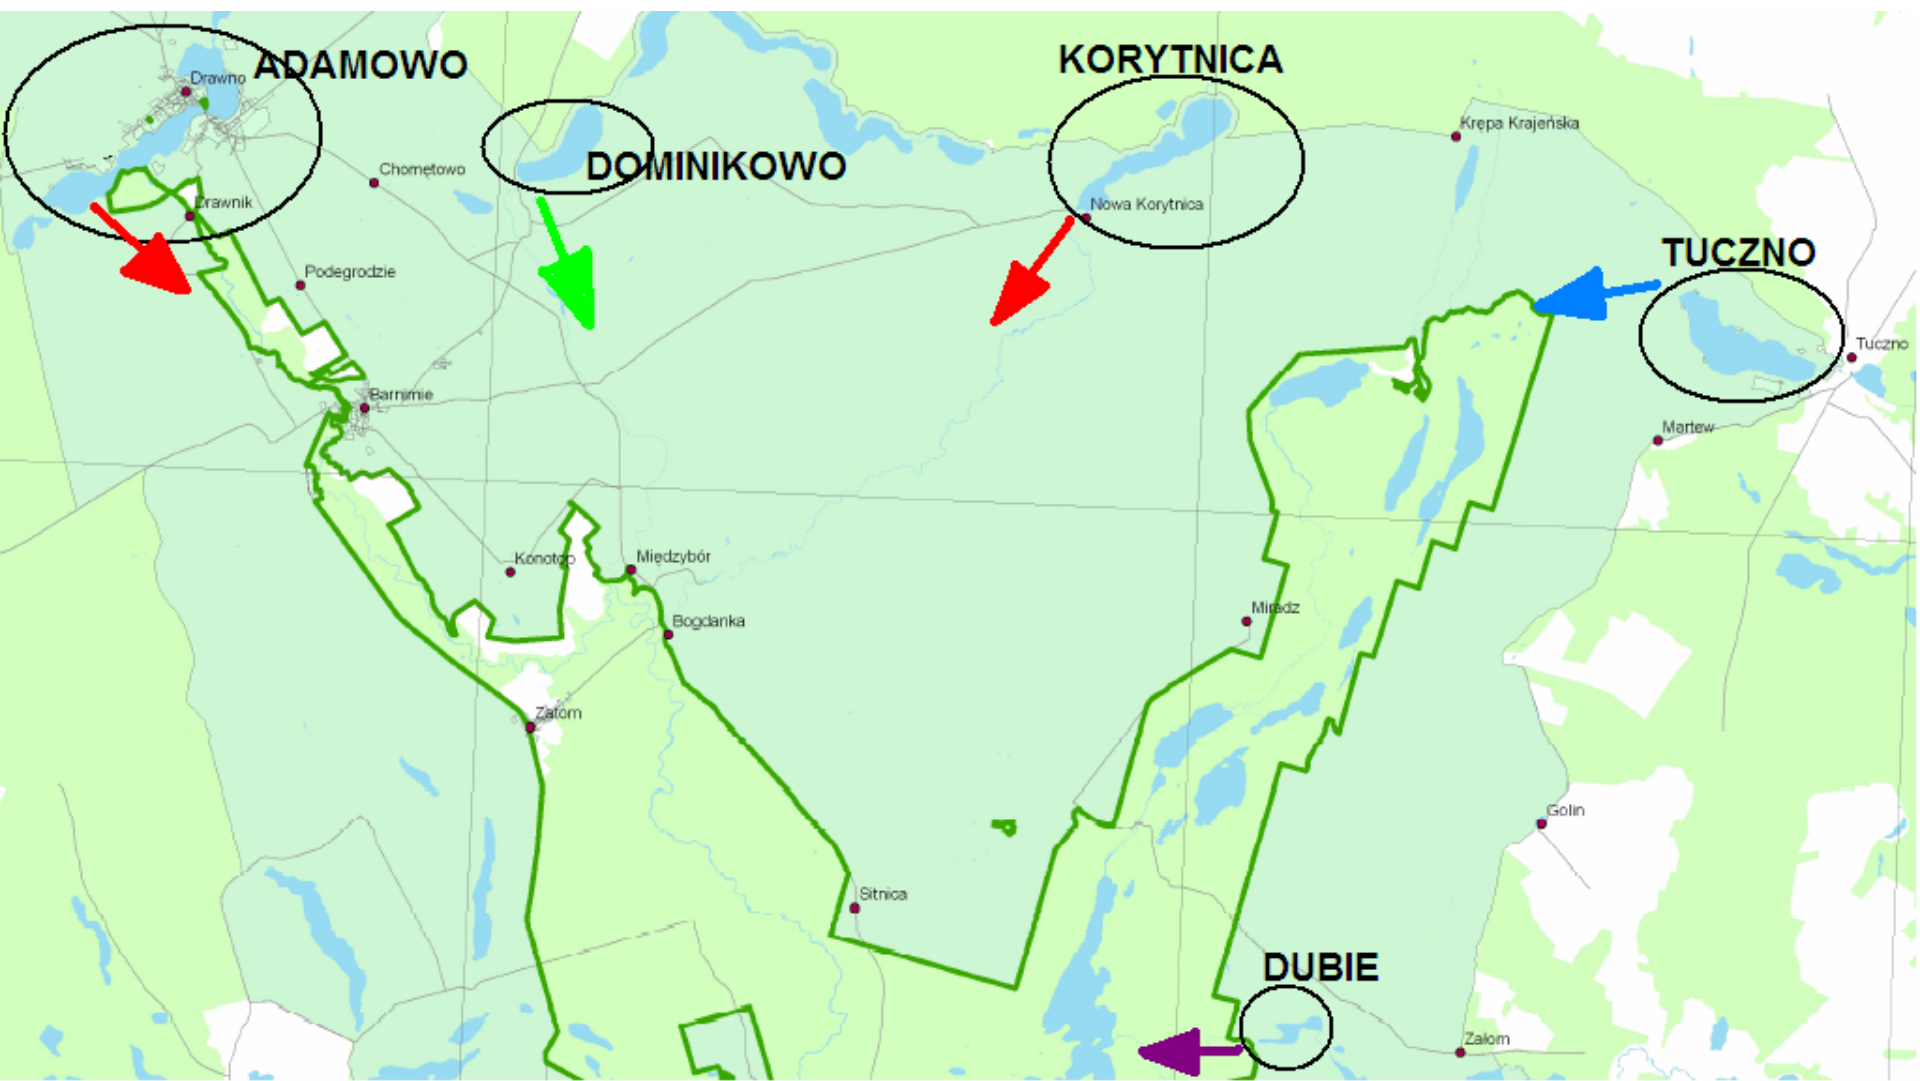 ADAMOWO
KORYTNICA
Drawno
Krępa Krajeńska
DOMINIKOWO
Chomętowo
Drawnik
Nowa Korytnica
TUCZNO
Podegrodzie
Tuczno
Barnimie
Martew
Konotop
Międzybór
Miradz
Bogdanka
Zatom
Golin
Sitnica
DUBIE
Załom